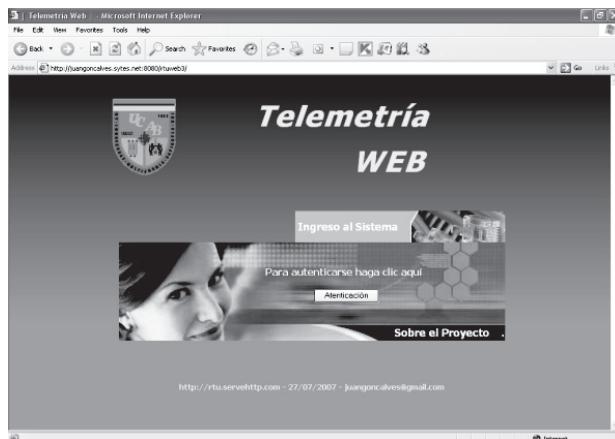 Telemetría Web | - Microsoft Internet Explorer
File Edit View Favorites Tools Help
Back Search Favorites
Address http://juangoncalves.sytes.net:8080/rtuweb3/ Go Links
UCAB
Telemetría
WEB
Ingreso al Sistema
Para autenticarse haga clic aquí
Atenticación
Sobre el Proyecto .
http://rtu.servehttp.com - 27/07/2007 - juangoncalves@gmail.com
Internet